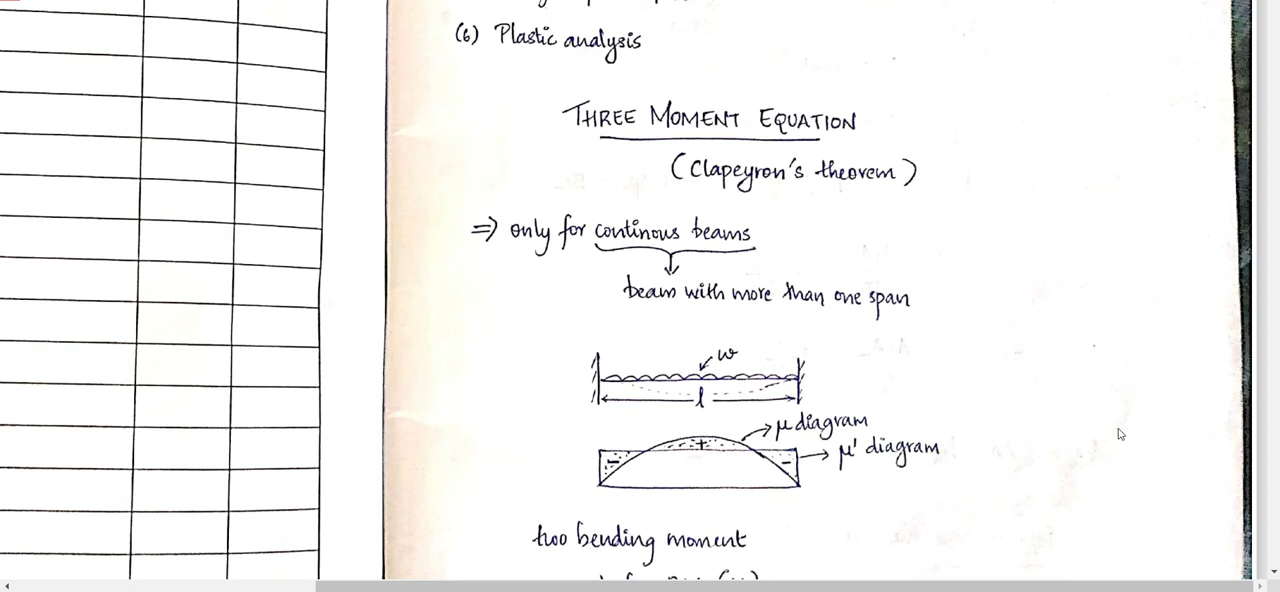 (6) Plastic analysis
THREE MOMENT EQUATION
(Clapeyron's theorem)
⇒ only for continous beams
beam with more than one span
w
l
+
μ diagram
- -
μ' diagram
two bending moment